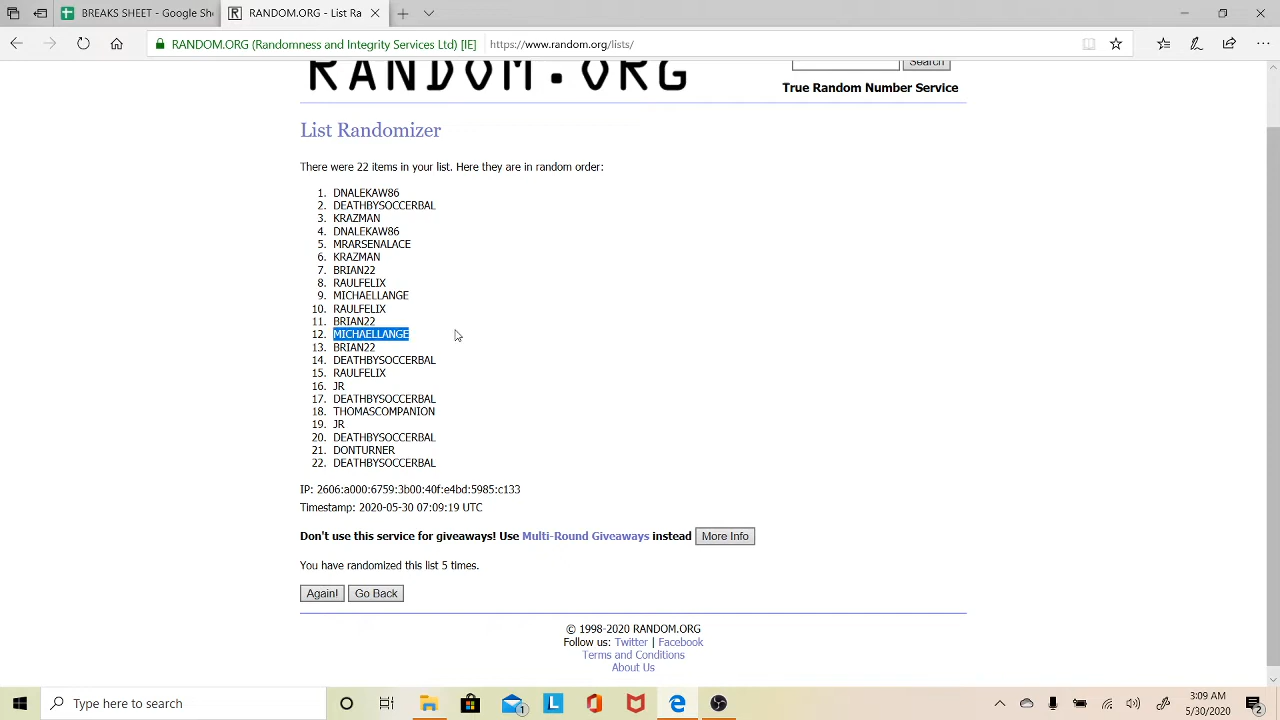 BREAKS SHEET - Google She
RANDOM.ORG - List Ra
RANDOM.ORG (Randomness and Integrity Services Ltd) [IE]
https://www.random.org/lists/
RANDOM.ORG
Search
True Random Number Service
List Randomizer
There were 22 items in your list. Here they are in random order:
1. DNALEKAW86
2. DEATHBYSOCCERBAL
3. KRAZMAN
4. DNALEKAW86
5. MRARSENALACE
6. KRAZMAN
7. BRIAN22
8. RAULFELIX
9. MICHAELLANGE
10. RAULFELIX
11. BRIAN22
12. MICHAELLANGE
13. BRIAN22
14. DEATHBYSOCCERBAL
15. RAULFELIX
16. JR
17. DEATHBYSOCCERBAL
18. THOMASCOMPANION
19. JR
20. DEATHBYSOCCERBAL
21. DONTURNER
22. DEATHBYSOCCERBAL
IP: 2606:a000:6759:3b00:40f:e4bd:5985:c133
Timestamp: 2020-05-30 07:09:19 UTC
Don't use this service for giveaways! Use Multi-Round Giveaways instead More Info
You have randomized this list 5 times.
Again! Go Back
© 1998-2020 RANDOM.ORG
Follow us: Twitter | Facebook
Terms and Conditions
About Us
Type here to search
3:09 AM
5/30/2020